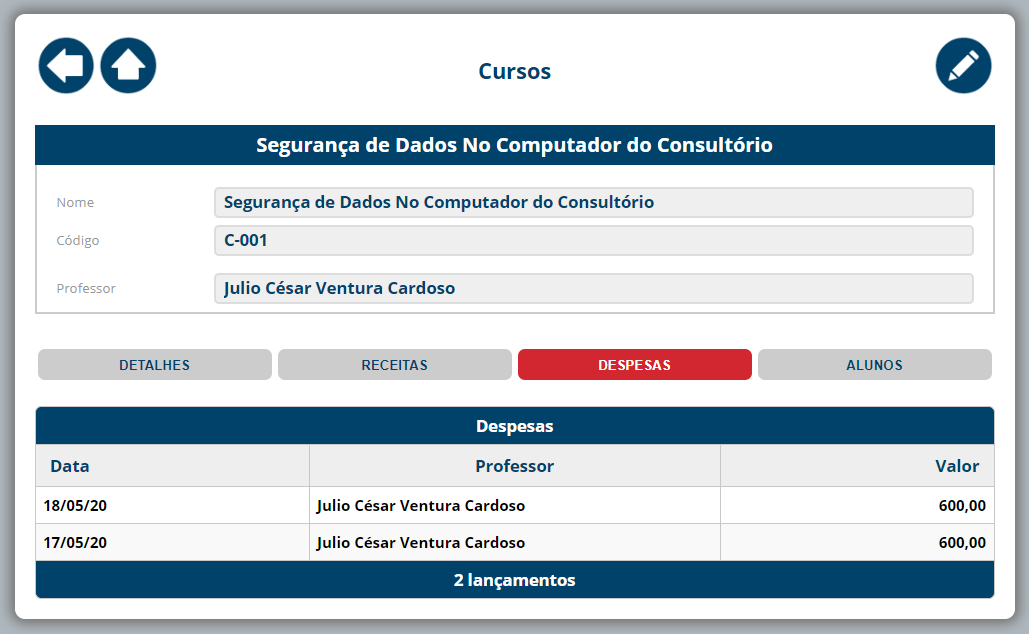 Cursos
Segurança de Dados No Computador do Consultório
Nome Segurança de Dados No Computador do Consultório
Código C-001
Professor Julio César Ventura Cardoso
DETALHES RECEITAS DESPESAS ALUNOS
Despesas
Data Professor Valor
18/05/20 Julio César Ventura Cardoso 600,00
17/05/20 Julio César Ventura Cardoso 600,00
2 lançamentos